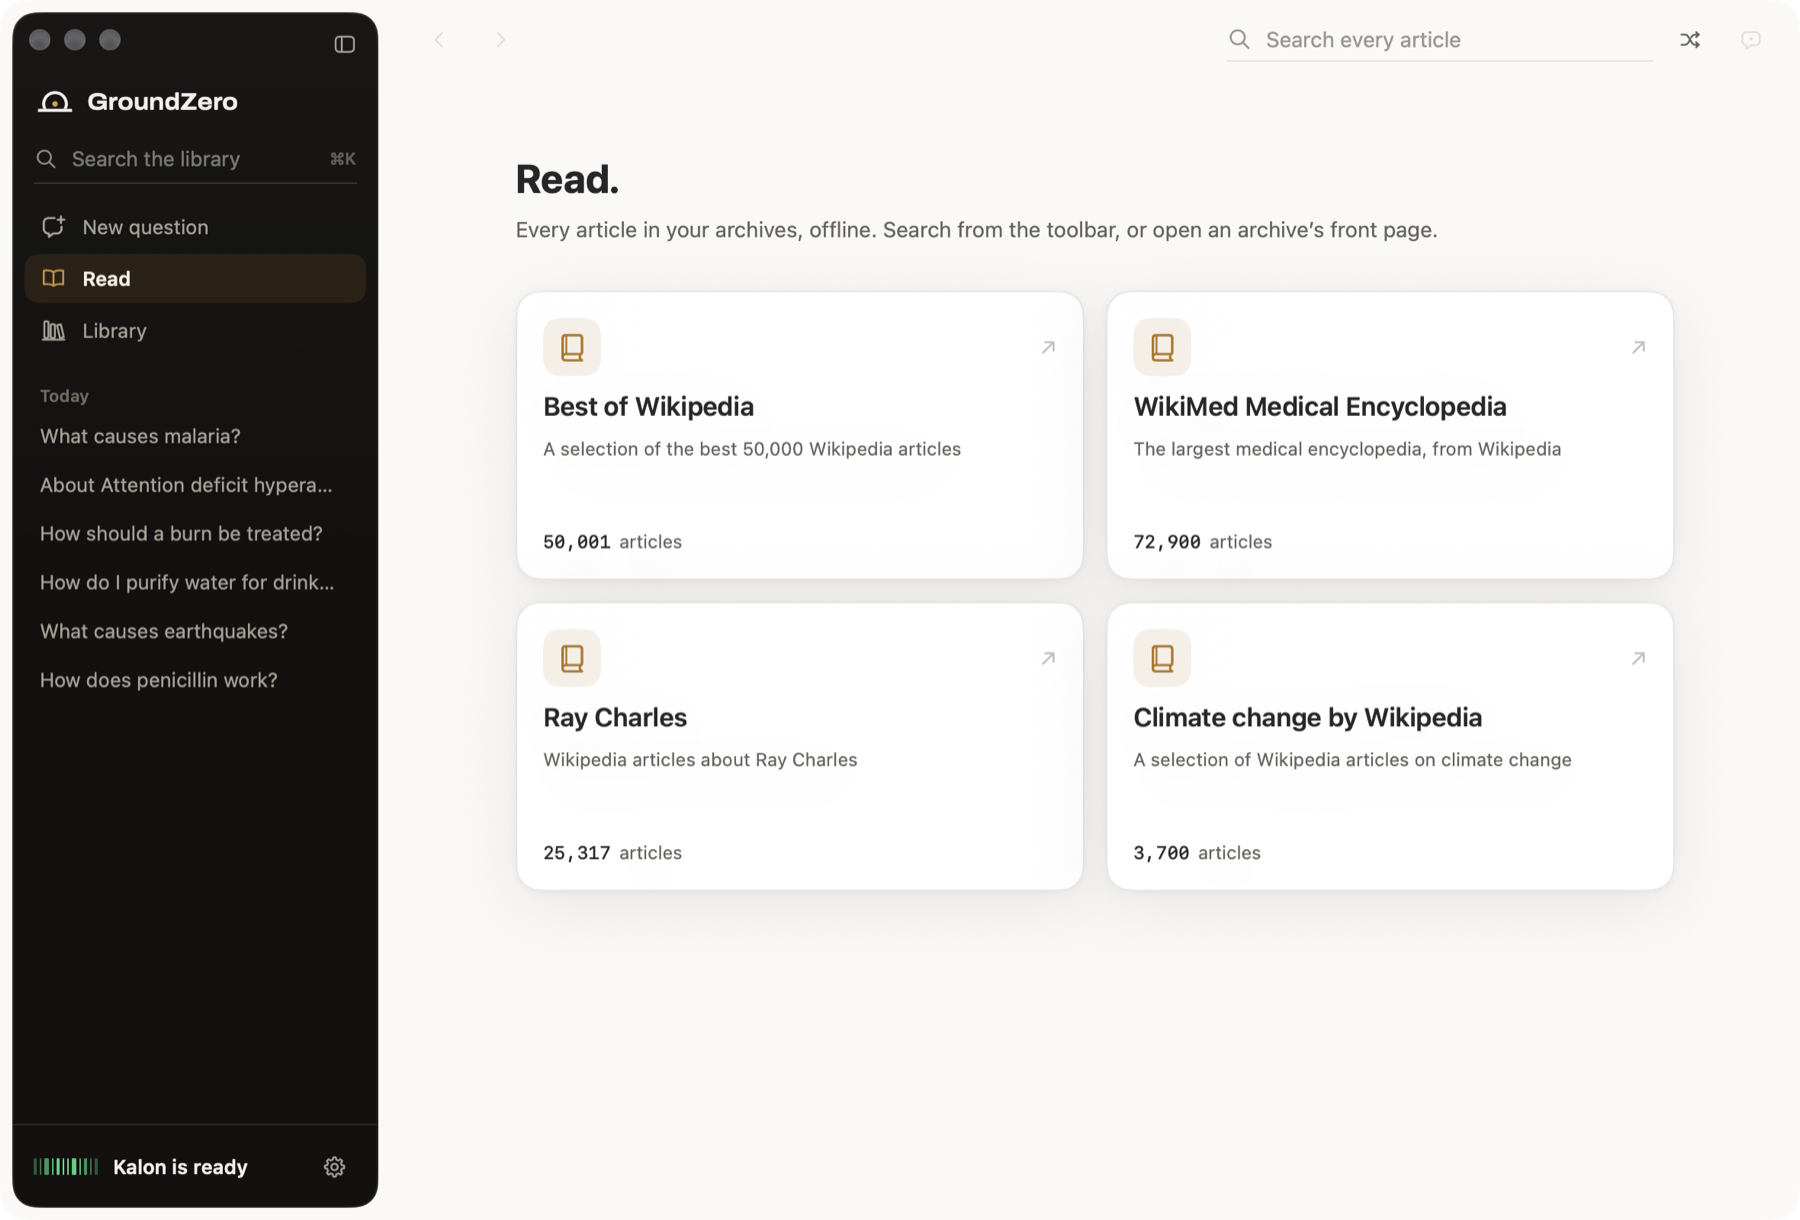 GroundZero
Search the library ⌘K
New question
Read
Library
Today
What causes malaria?
About Attention deficit hypera...
How should a burn be treated?
How do I purify water for drink...
What causes earthquakes?
How does penicillin work?
Kalon is ready
Search every article
Read.
Every article in your archives, offline. Search from the toolbar, or open an archive’s front page.
Best of Wikipedia
A selection of the best 50,000 Wikipedia articles
50,001 articles
WikiMed Medical Encyclopedia
The largest medical encyclopedia, from Wikipedia
72,900 articles
Ray Charles
Wikipedia articles about Ray Charles
25,317 articles
Climate change by Wikipedia
A selection of Wikipedia articles on climate change
3,700 articles